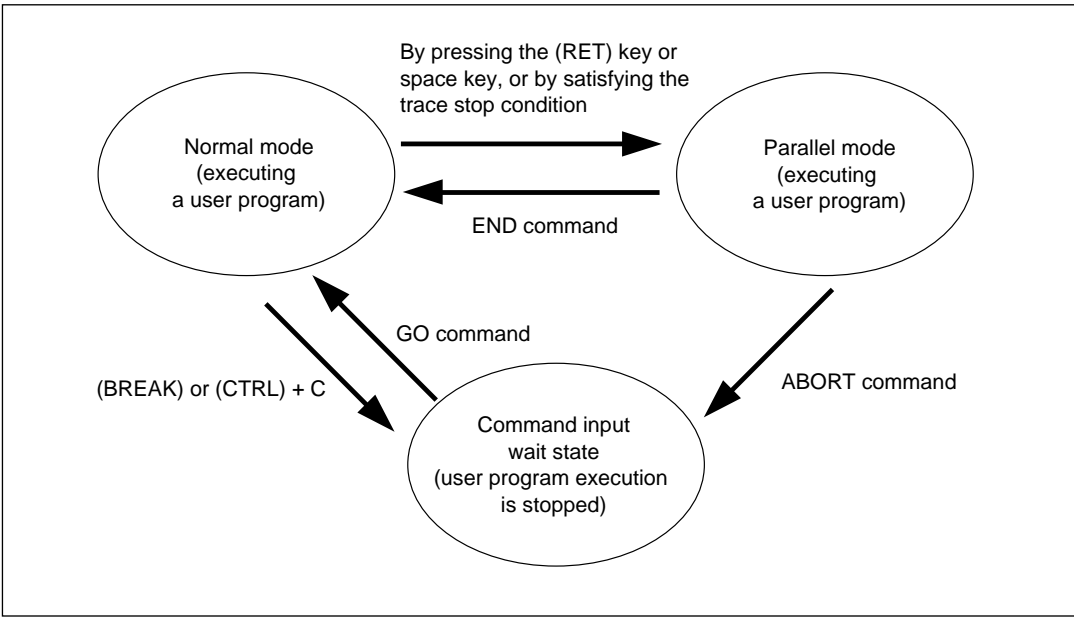 By pressing the (RET) key or
space key, or by satisfying the
trace stop condition
Normal mode
(executing
a user program)
Parallel mode
(executing
a user program)
END command
GO command
(BREAK) or (CTRL) + C
ABORT command
Command input
wait state
(user program execution
is stopped)